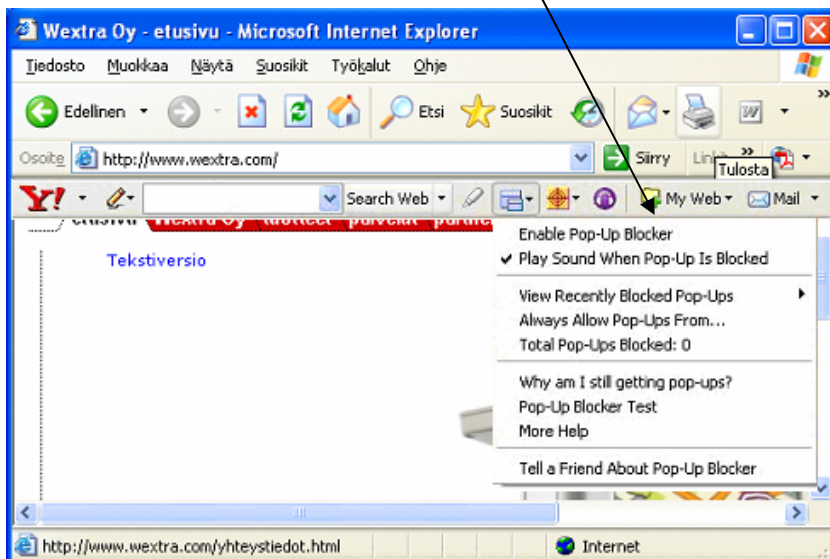 Wextra Oy - etusivu - Microsoft Internet Explorer
Tiedosto Muokkaa Näytä Suosikit Työkalut Ohje
Edellinen Etsi Suosikit
Osoite http://www.wextra.com/ Siirry
Tulosta
Y! Search Web My Web Mail
etusivu Wextra Oy tuotteet palvelut
Tekstiversio
Enable Pop-Up Blocker
Play Sound When Pop-Up Is Blocked
View Recently Blocked Pop-Ups
Always Allow Pop-Ups From...
Total Pop-Ups Blocked: 0
Why am I still getting pop-ups?
Pop-Up Blocker Test
More Help
Tell a Friend About Pop-Up Blocker
http://www.wextra.com/yhteystiedot.html Internet